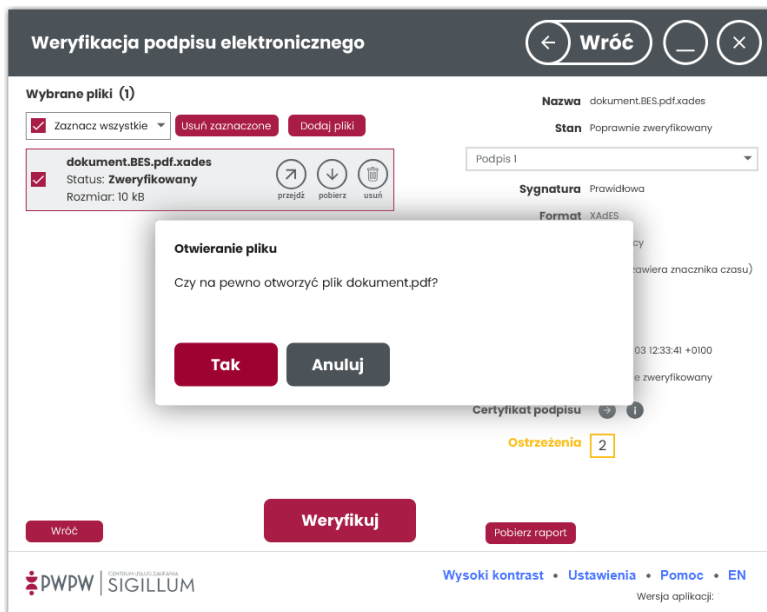 Weryfikacja podpisu elektronicznego
Wróć
Wybrane pliki (1)
Zaznacz wszystkie
Usuń zaznaczone
Dodaj pliki
dokument.BES.pdf.xades
Status: Zweryfikowany
Rozmiar: 10 kB
przejdź
pobierz
usuń
Nazwa dokument.BES.pdf.xades
Stan Poprawnie zweryfikowany
Podpis 1
Sygnatura Prawidłowa
Format XAdES
cy
zawiera znacznika czasu)
03 12:33:41 +0100
e zweryfikowany
Otwieranie pliku
Czy na pewno otworzyć plik dokument.pdf?
Tak
Anuluj
Certyfikat podpisu
Ostrzeżenia 2
Weryfikuj
Wróć
Pobierz raport
PWPW
CENTRUM USŁUG ZAUFANIA
SIGILLUM
Wysoki kontrast • Ustawienia • Pomoc • EN
Wersja aplikacji: